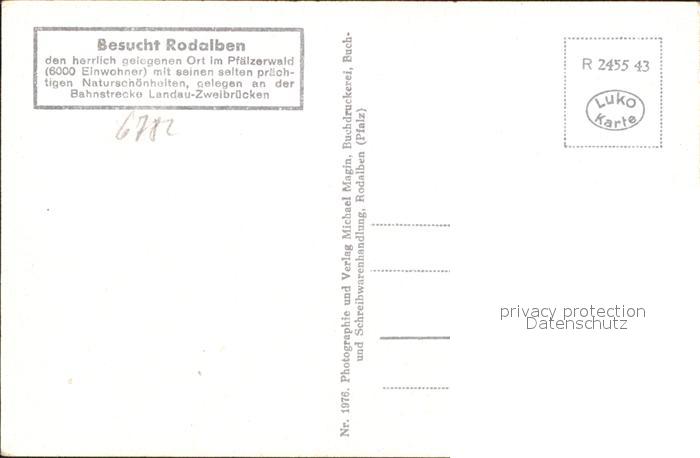 Besucht Rodalben
den herrlich gelegenen Ort im Pfälzerwald
(6000 Einwohner) mit seinen selten präch-
tigen Naturschönheiten, gelegen an der
Bahnstrecke Landau-Zweibrücken
6782
Nr. 1976. Photographie und Verlag Michael Magin, Buchdruckerei, Buch-
und Schreibwarenhandlung, Rodalben (Pfalz)
R 2455 43
Luko
Karte
privacy protection
Datenschutz